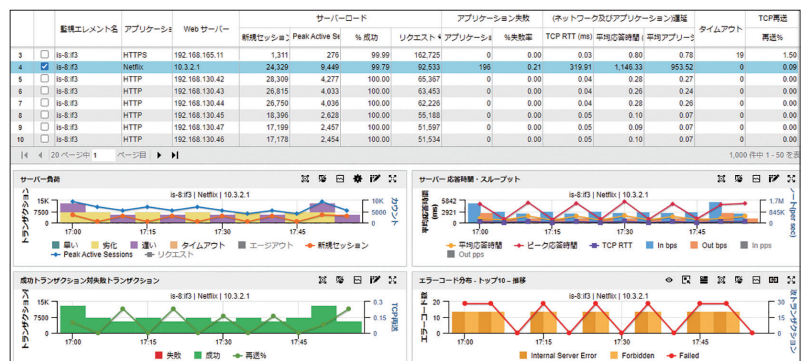 サーバーロード アプリケーション失敗 (ネットワーク及びアプリケーション)遅延 TCP再送
監視エレメント名 アプリケーショ Web サーバー 新規セッション Peak Active Ses % 成功 リクエスト アプリケーショ %失敗率 TCP RTT (ms) 平均応答時間 ( 平均アプリーシ タイムアウト 再送%
3 is-8:if3 HTTPS 192.168.165.11 1,311 276 99.99 162,725 0 0.00 0.03 0.80 0.78 19 1.50
4 is-8:if3 Netflix 10.3.2.1 24,329 9,449 99.79 92,533 196 0.21 319.91 1,146.33 953.52 0 0.09
5 is-8:if3 HTTP 192.168.130.42 28,309 4,277 100.00 65,367 0 0.00 0.04 0.28 0.27 0 0.00
6 is-8:if3 HTTP 192.168.130.43 26,815 4,033 100.00 63,453 0 0.00 0.04 0.26 0.24 0 0.00
7 is-8:if3 HTTP 192.168.130.44 26,750 4,036 100.00 62,226 0 0.00 0.04 0.28 0.26 0 0.00
8 is-8:if3 HTTP 192.168.130.45 18,396 2,628 100.00 55,188 0 0.00 0.05 0.10 0.07 0 0.00
9 is-8:if3 HTTP 192.168.130.47 17,199 2,457 100.00 51,597 0 0.00 0.05 0.09 0.07 0 0.00
10 is-8:if3 HTTP 192.168.130.46 17,178 2,454 100.00 51,534 0 0.00 0.05 0.10 0.07 0 0.00
20 ページ中 1 ページ目 1,000 件中 1 - 50 を表
サーバー負荷
is-8:if3 | Netflix | 10.3.2.1
トランザクション
15K
7500
0
10K
5000
0
カウント
17:00 17:15 17:30 17:45
早い 劣化 遅い タイムアウト エージアウト 新規セッション
Peak Active Sessions リクエスト
サーバー 応答時間・スループット
is-8:if3 | Netflix | 10.3.2.1
平均応答時間 (ms)
5842
2921
0
1.7M
845K
0
17:00 17:15 17:30 17:45
平均応答時間 ピーク応答時間 TCP RTT In bps Out bps In pps
Out pps
成功トランザクション対失敗トランザクション
is-8:if3 | Netflix | 10.3.2.1
トランザクション
15K
7500
0
0.3
0.15
0
TCP再送
17:00 17:15 17:30 17:45
失敗 成功 再送%
エラーコード分布 - トップ10 – 推移
is-8:if3 | Netflix | 10.3.2.1
エラーコード数
20
10
0
30
15
0
トランザクション
17:00 17:15 17:30 17:45
Internal Server Error Forbidden Failed